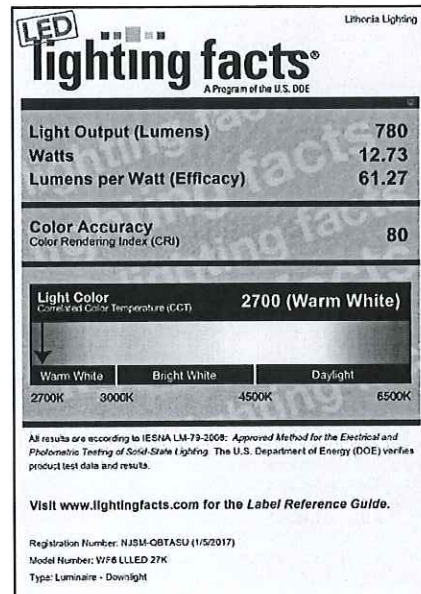 Lithonia Lighting
LED
lighting facts®
A Program of the U.S. DOE
Light Output (Lumens) 780
Watts 12.73
Lumens per Watt (Efficacy) 61.27
Color Accuracy 80
Color Rendering Index (CRI)
Light Color 2700 (Warm White)
Correlated Color Temperature (CCT)
Warm White Bright White Daylight
2700K 3000K 4500K 6500K
All results are according to IESNA LM-79-2008: Approved Method for the Electrical and
Photometric Testing of Solid-State Lighting. The U.S. Department of Energy (DOE) verifies
product test data and results.
Visit www.lightingfacts.com for the Label Reference Guide.
Registration Number: NJSM-QBTASU (1/5/2017)
Model Number: WF6 LLLED 27K
Type: Luminaire - Downlight